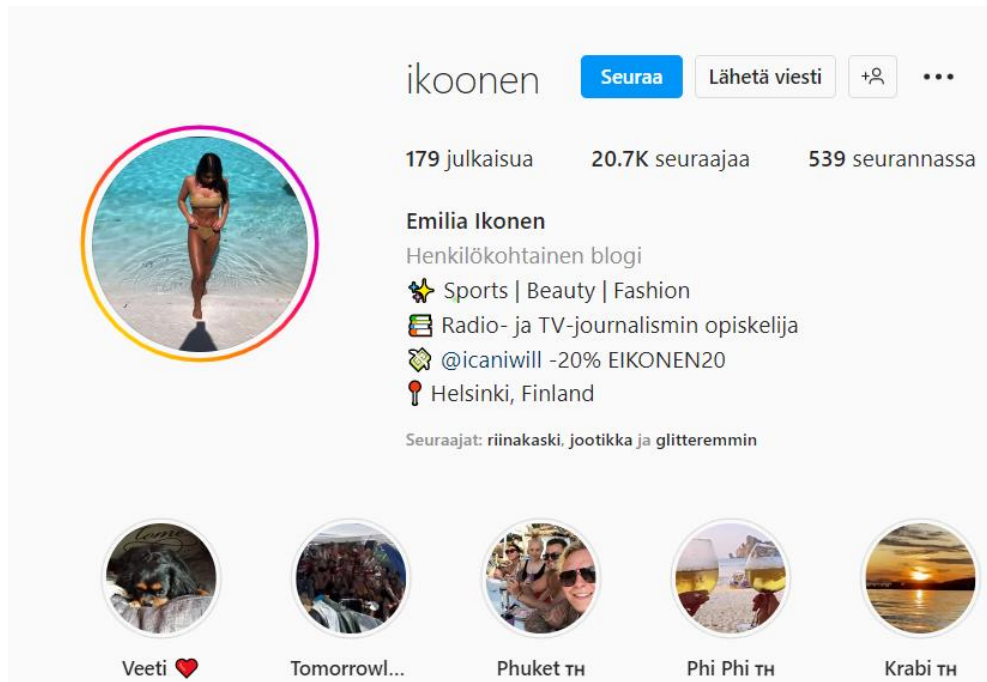 ikoonen Seuraa Lähetä viesti
179 julkaisua 20.7K seuraajaa 539 seurannassa
Emilia Ikonen
Henkilökohtainen blogi
✨ Sports | Beauty | Fashion
📚 Radio- ja TV-journalismin opiskelija
💸 @icaniwill -20% EIKONEN20
📍 Helsinki, Finland
Seuraajat: riinakaski, jootikka ja glitteremmin
Veeti ❤️ Tomorrowl... Phuket TH Phi Phi TH Krabi TH